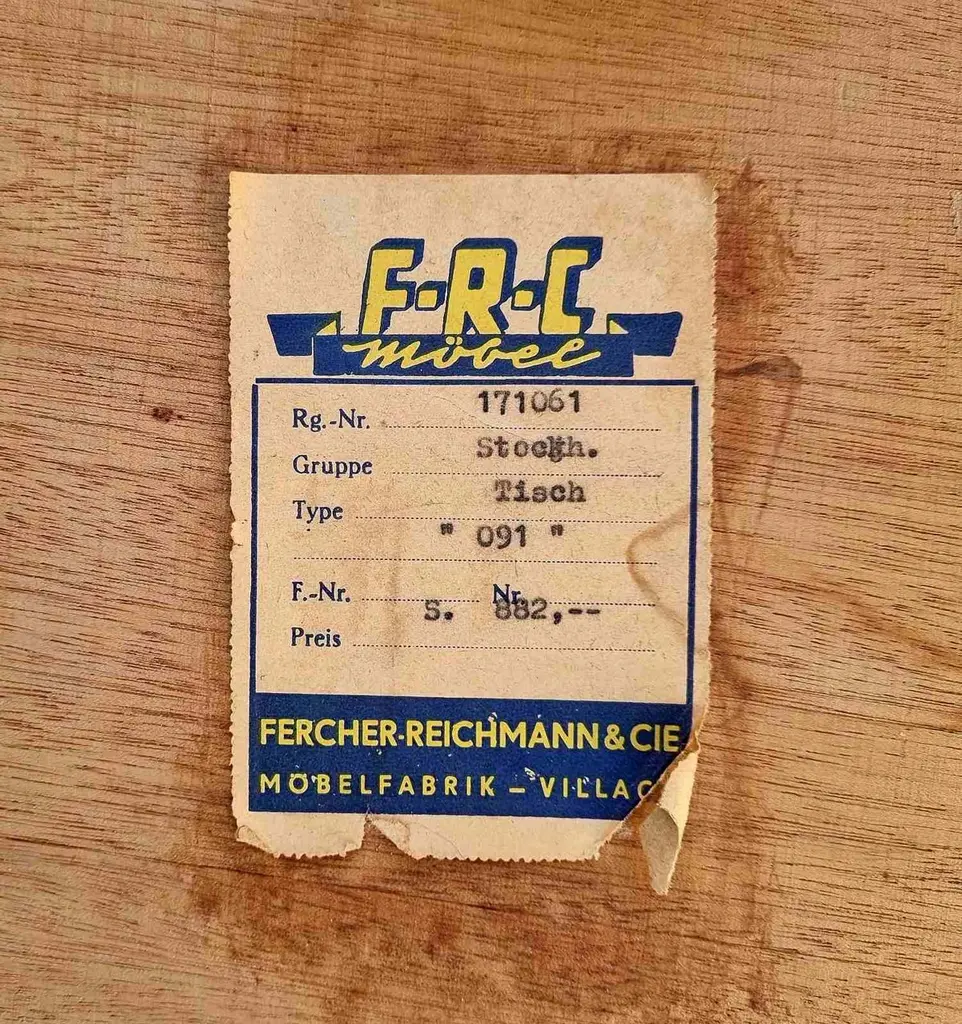 F·R·C
möbel
Rg.-Nr. 171061
Gruppe Stockh.
Type Tisch
" 091 "
F.-Nr. Nr.
Preis S. 882,--
FERCHER-REICHMANN & CIE
MÖBELFABRIK – VILLAC